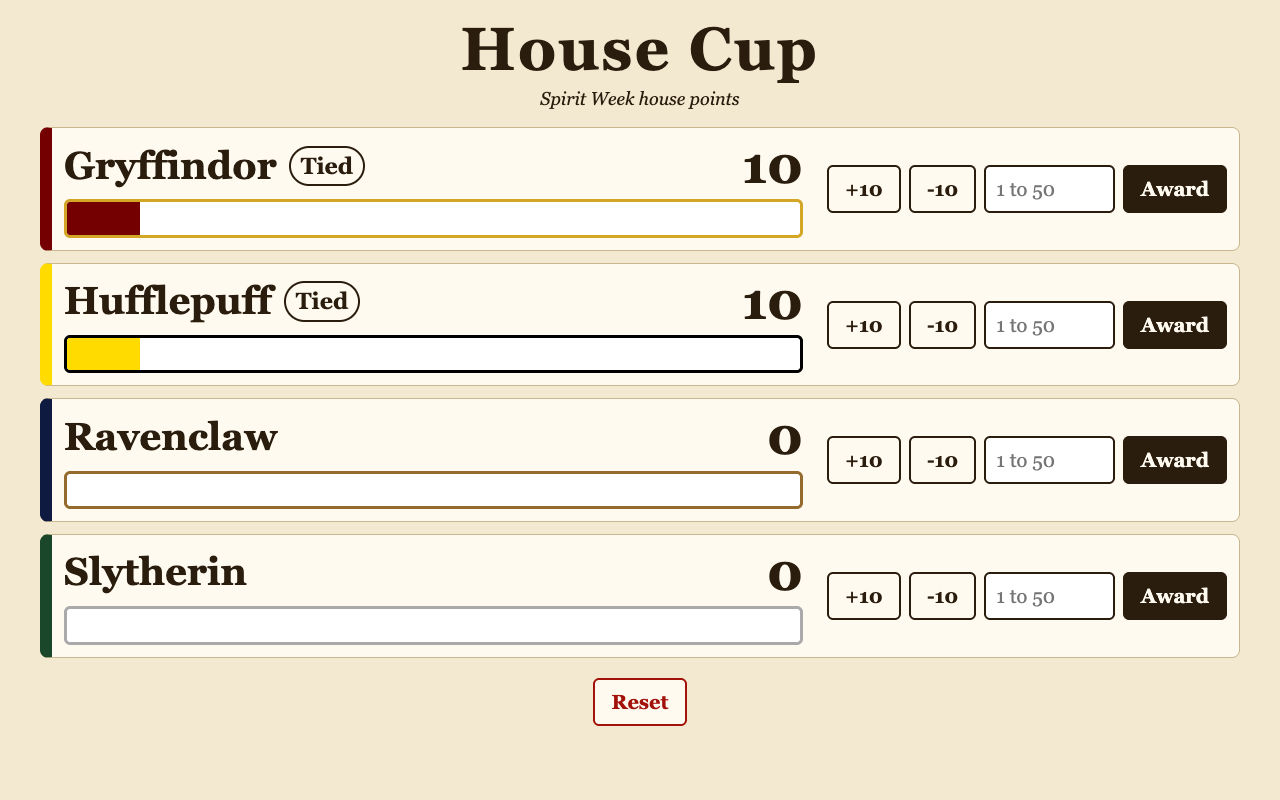 House Cup
Spirit Week house points
Gryffindor Tied 10 +10 -10 1 to 50 Award
Hufflepuff Tied 10 +10 -10 1 to 50 Award
Ravenclaw 0 +10 -10 1 to 50 Award
Slytherin 0 +10 -10 1 to 50 Award
Reset